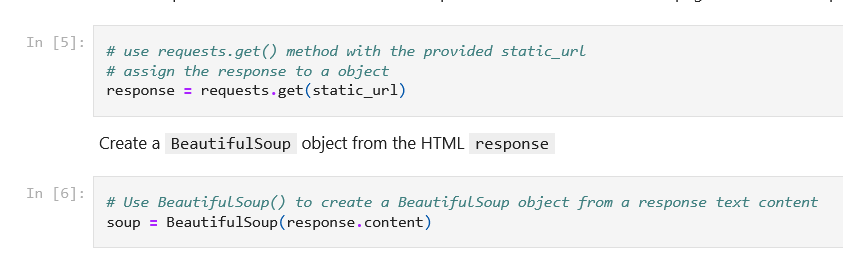 In [5]:
# use requests.get() method with the provided static_url
# assign the response to a object
response = requests.get(static_url)
Create a BeautifulSoup object from the HTML response
In [6]:
# Use BeautifulSoup() to create a BeautifulSoup object from a response text content
soup = BeautifulSoup(response.content)